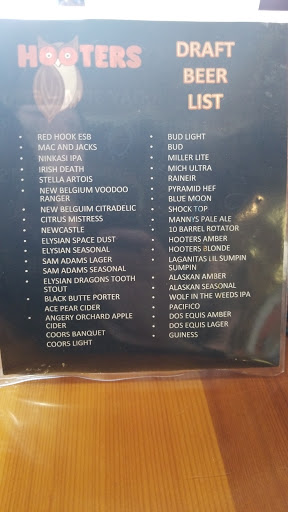 HOOTERS
DRAFT
BEER
LIST
• RED HOOK ESB
• MAC AND JACKS
• NINKASI IPA
• IRISH DEATH
• STELLA ARTOIS
• NEW BELGIUM VOODOO
RANGER
• NEW BELGUIM CITRADELIC
• CITRUS MISTRESS
• NEWCASTLE
• ELYSIAN SPACE DUST
• ELYSIAN SEASONAL
• SAM ADAMS LAGER
• SAM ADAMS SEASONAL
• ELYSIAN DRAGONS TOOTH
STOUT
• BLACK BUTTE PORTER
• ACE PEAR CIDER
• ANGERY ORCHARD APPLE
CIDER
• COORS BANQUET
• COORS LIGHT
• BUD LIGHT
• BUD
• MILLER LITE
• MICH ULTRA
• RAINEIR
• PYRAMID HEF
• BLUE MOON
• SHOCK TOP
• MANNYS PALE ALE
• 10 BARREL ROTATOR
• HOOTERS AMBER
• HOOTERS BLONDE
• LAGANITAS LIL SUMPIN
SUMPIN
• ALASKAN AMBER
• ALASKAN SEASONAL
• WOLF IN THE WEEDS IPA
• PACIFICO
• DOS EQUIS AMBER
• DOS EQUIS LAGER
• GUINESS